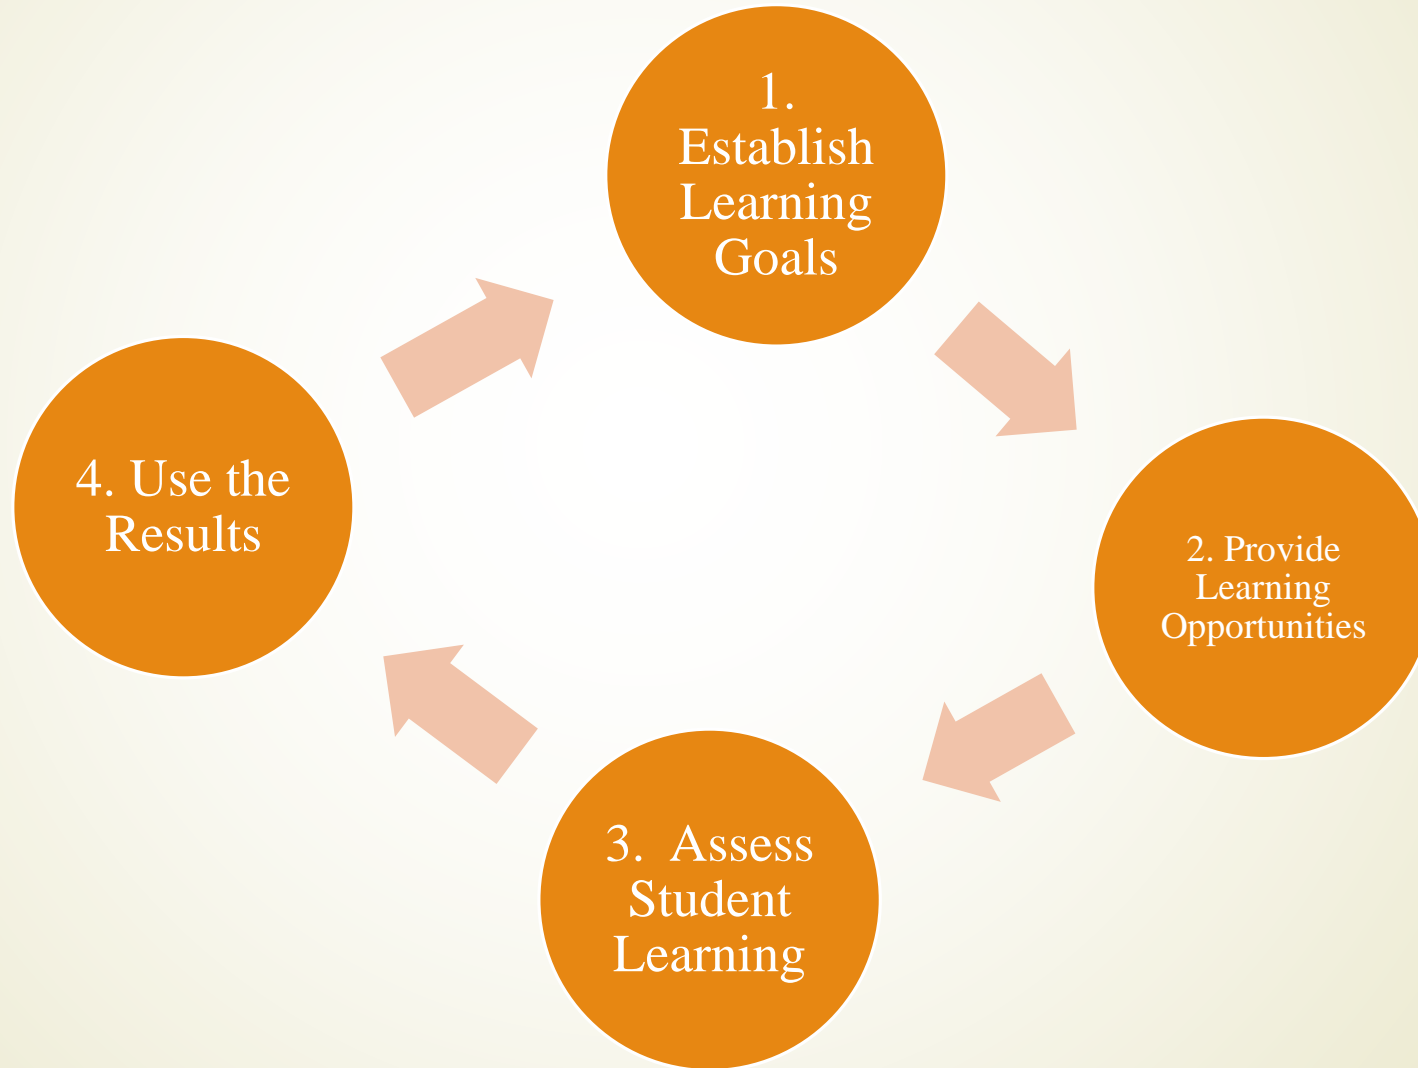 1.
Establish
Learning
Goals
2. Provide
Learning
Opportunities
3.  Assess
Student
Learning
4. Use the
Results